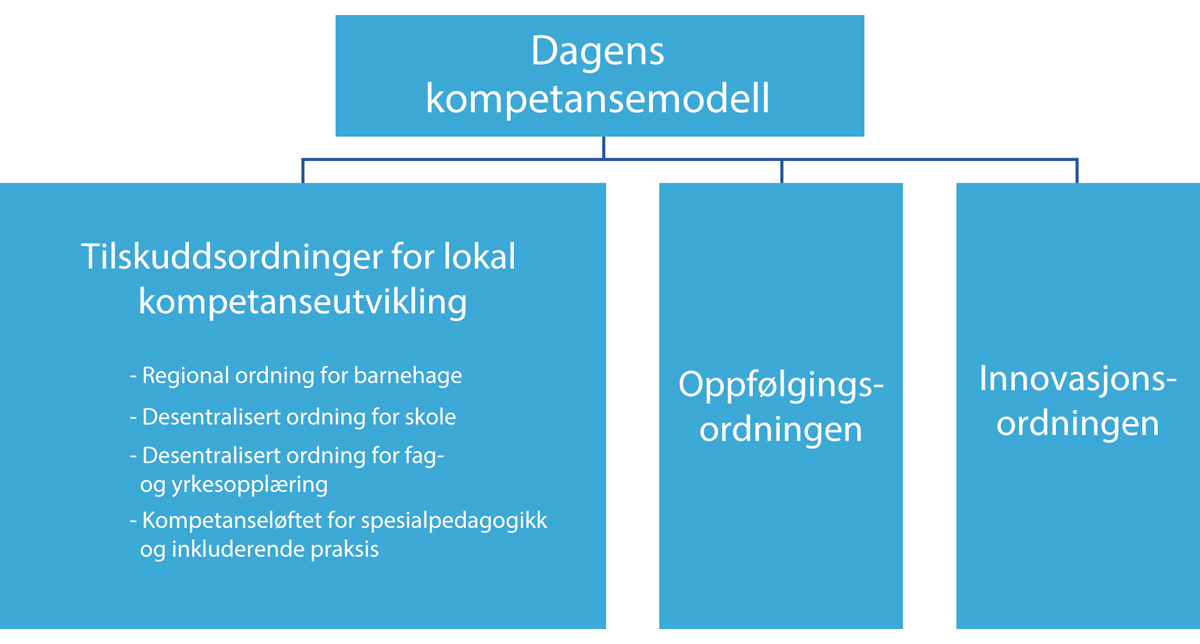 Dagens
kompetansemodell
Tilskuddsordninger for lokal
kompetanseutvikling
- Regional ordning for barnehage
- Desentralisert ordning for skole
- Desentralisert ordning for fag-
og yrkesopplæring
- Kompetanseløftet for spesialpedagogikk
og inkluderende praksis
Oppfølgings-
ordningen
Innovasjons-
ordningen